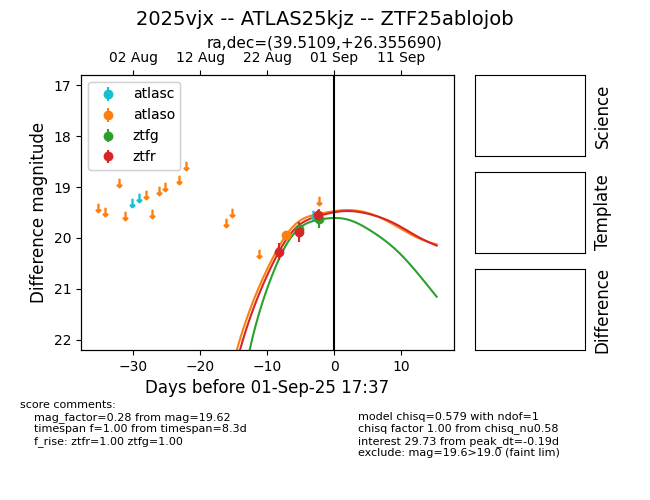 2025vjx -- ATLAS25kjz -- ZTF25ablojob
ra,dec=(39.5109,+26.355690)
02 Aug 12 Aug 22 Aug 01 Sep 11 Sep
atlasc
atlaso
ztfg
ztfr
17
18
19
20
21
22
Difference magnitude
−30 −20 −10 0 10
Days before 01-Sep-25 17:37
Science
Template
Difference
score comments:
mag_factor=0.28 from mag=19.62
timespan f=1.00 from timespan=8.3d
f_rise: ztfr=1.00 ztfg=1.00
model chisq=0.579 with ndof=1
chisq factor 1.00 from chisq_nu0.58
interest 29.73 from peak_dt=-0.19d
exclude: mag=19.6>19.0 (faint lim)